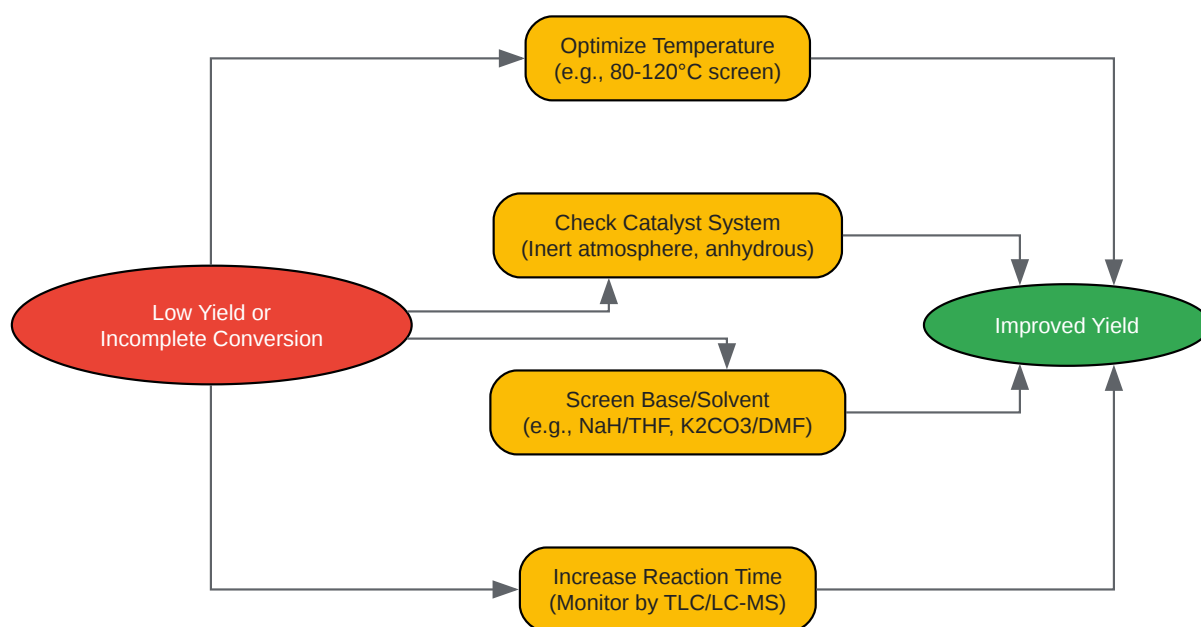 Optimize Temperature
(e.g., 80-120°C screen)
Check Catalyst System
(Inert atmosphere, anhydrous)
Low Yield or
Incomplete Conversion
Improved Yield
Screen Base/Solvent
(e.g., NaH/THF, K2CO3/DMF)
Increase Reaction Time
(Monitor by TLC/LC-MS)